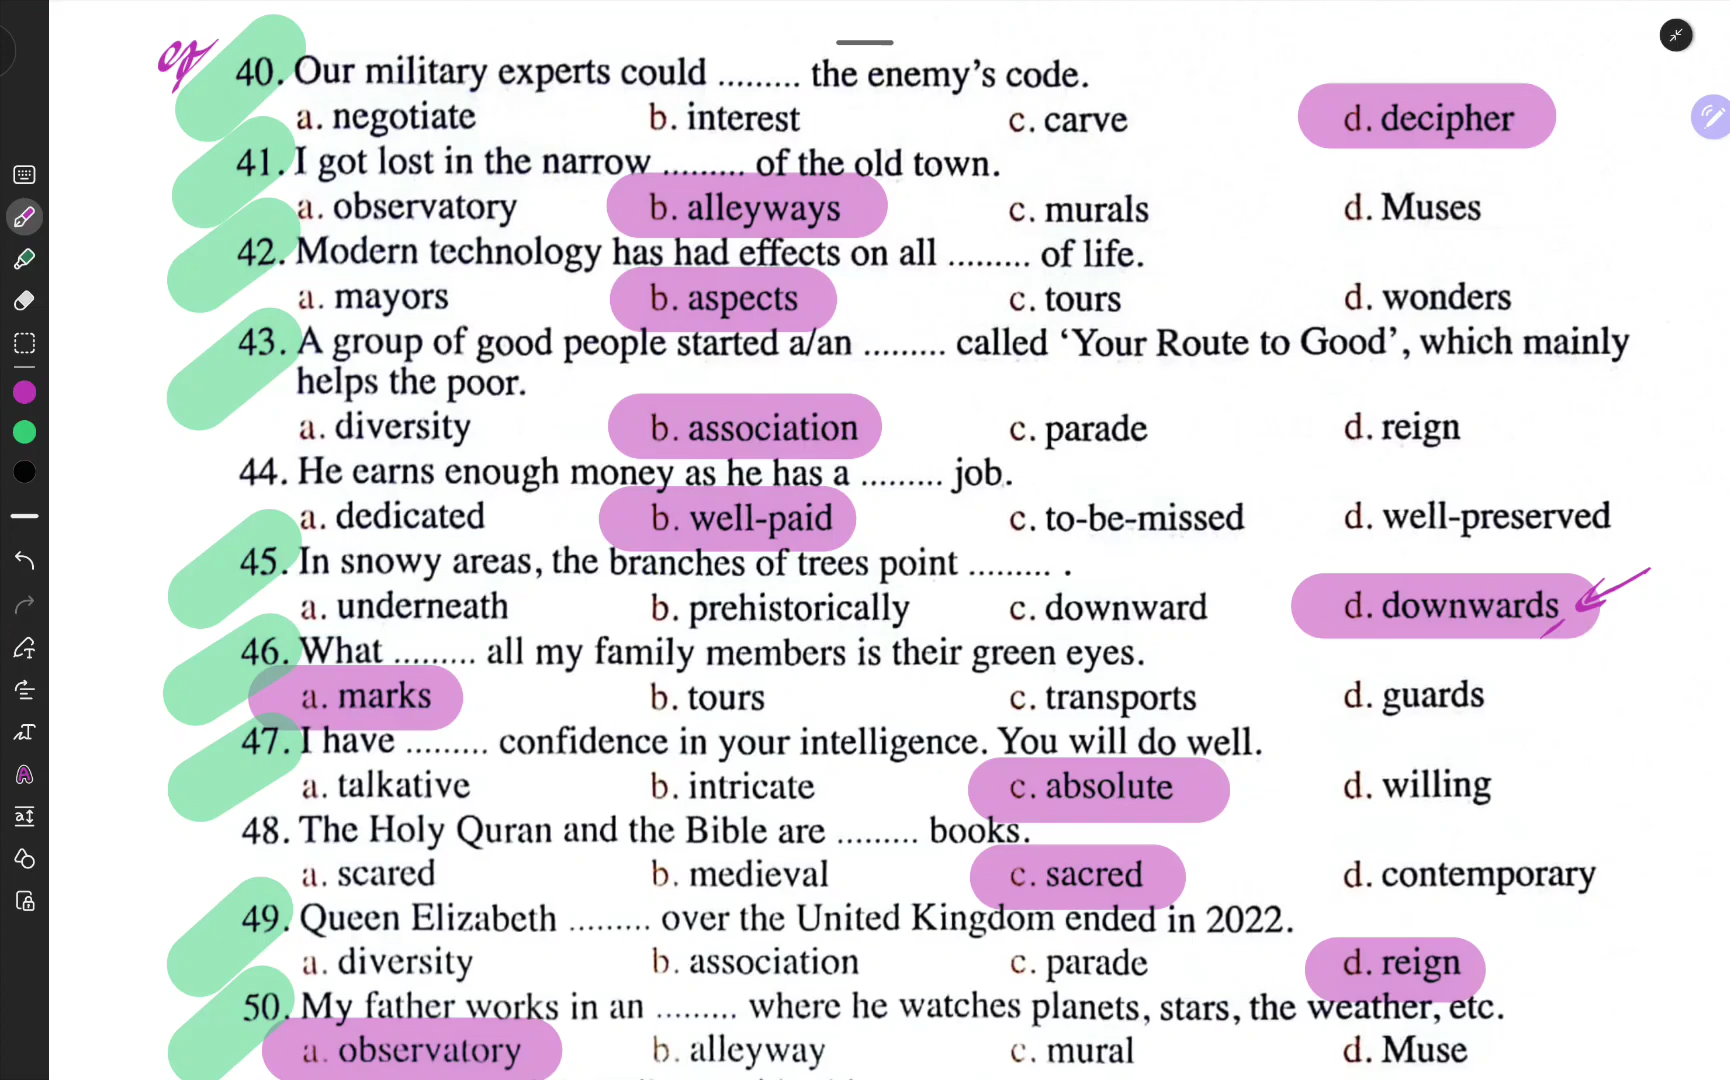 40. Our military experts could ......... the enemy's code.
a. negotiate b. interest c. carve d. decipher
41. I got lost in the narrow ......... of the old town.
a. observatory b. alleyways c. murals d. Muses
42. Modern technology has had effects on all ......... of life.
a. mayors b. aspects c. tours d. wonders
43. A group of good people started a/an ......... called ‘Your Route to Good’, which mainly
helps the poor.
a. diversity b. association c. parade d. reign
44. He earns enough money as he has a ......... job.
a. dedicated b. well-paid c. to-be-missed d. well-preserved
45. In snowy areas, the branches of trees point ......... .
a. underneath b. prehistorically c. downward d. downwards
46. What ......... all my family members is their green eyes.
a. marks b. tours c. transports d. guards
47. I have ......... confidence in your intelligence. You will do well.
a. talkative b. intricate c. absolute d. willing
48. The Holy Quran and the Bible are ......... books.
a. scared b. medieval c. sacred d. contemporary
49. Queen Elizabeth ......... over the United Kingdom ended in 2022.
a. diversity b. association c. parade d. reign
50. My father works in an ......... where he watches planets, stars, the weather, etc.
a. observatory b. alleyway c. mural d. Muse